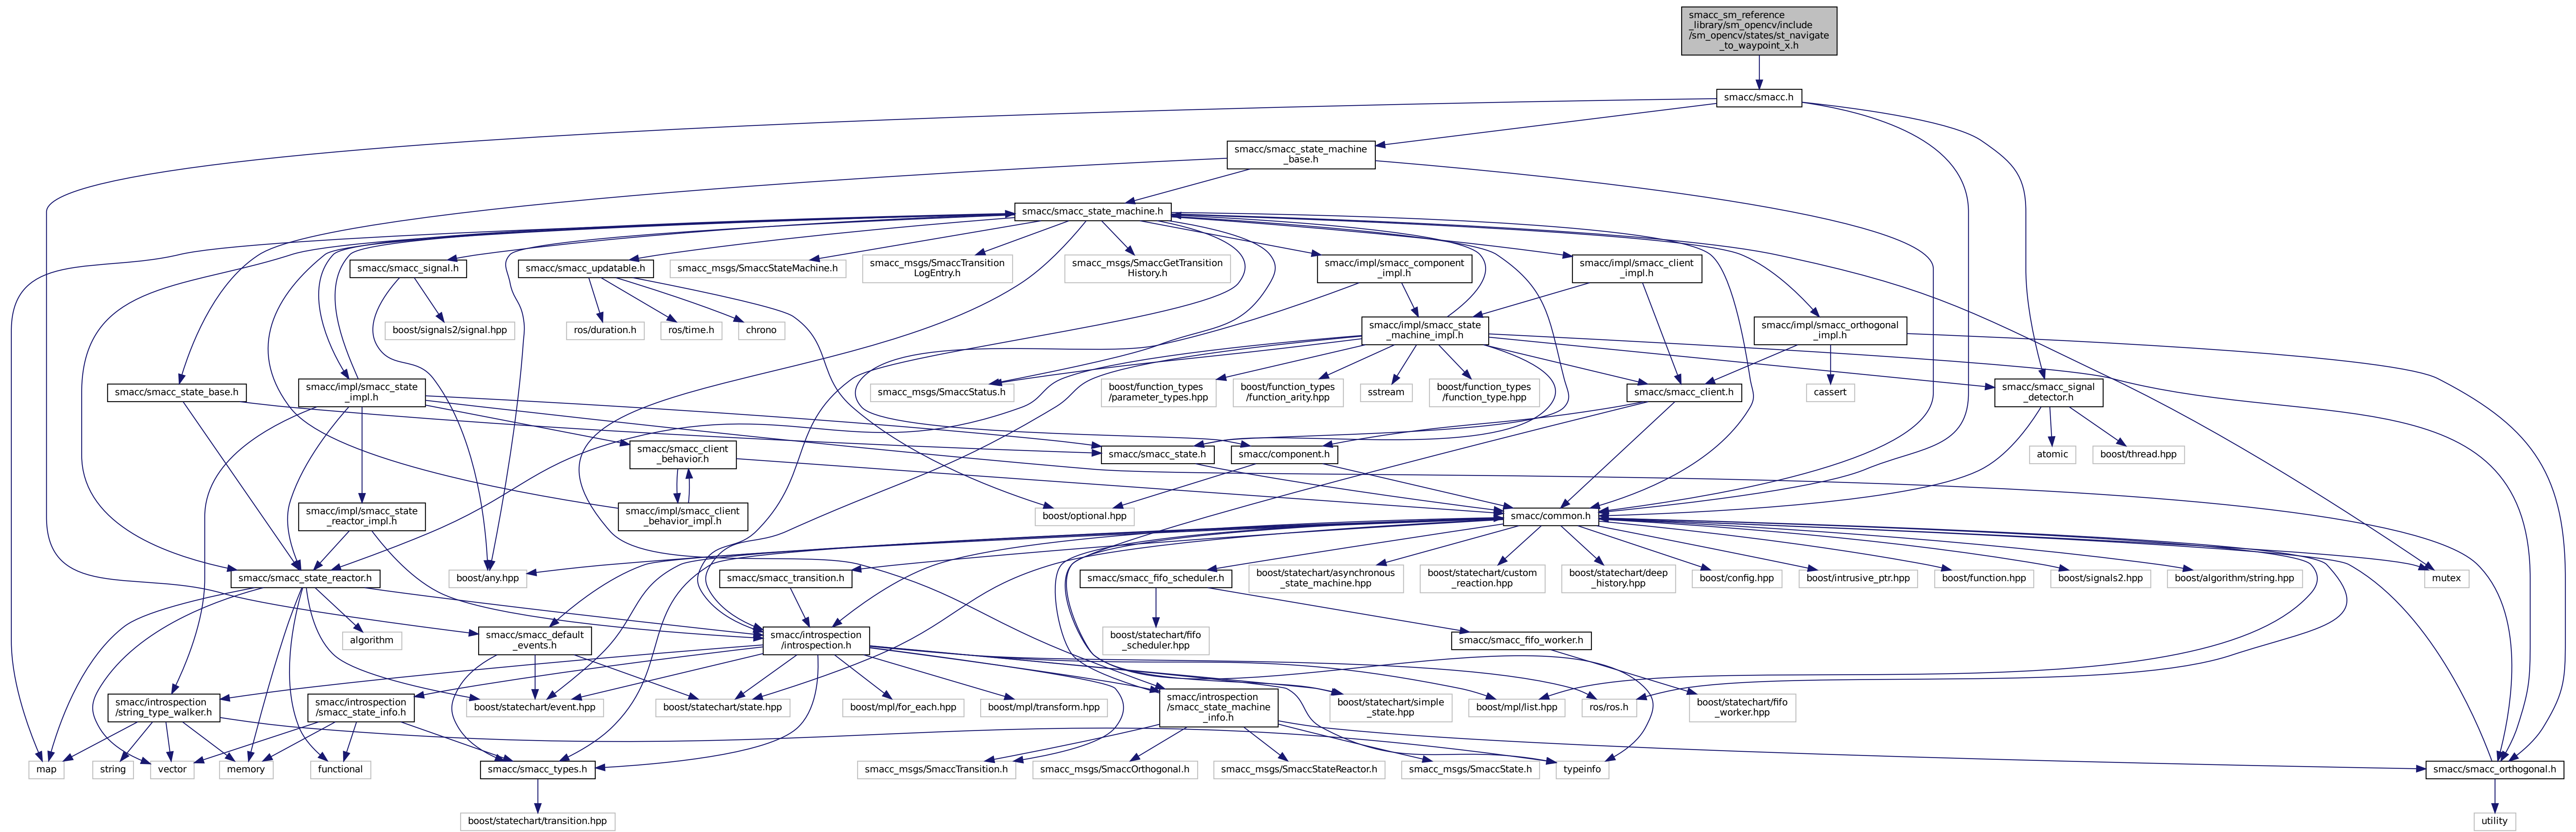 smacc_sm_reference
_library/sm_opencv/include
/sm_opencv/states/st_navigate
_to_waypoint_x.h
smacc/smacc.h
smacc/smacc_state_machine
_base.h
smacc/smacc_state_machine.h
smacc/smacc_signal.h
smacc/smacc_updatable.h
smacc_msgs/SmaccStateMachine.h
smacc_msgs/SmaccTransition
LogEntry.h
smacc_msgs/SmaccGetTransition
History.h
smacc/impl/smacc_component
_impl.h
smacc/impl/smacc_client
_impl.h
boost/signals2/signal.hpp
ros/duration.h
ros/time.h
chrono
smacc/impl/smacc_state
_machine_impl.h
smacc/impl/smacc_orthogonal
_impl.h
smacc/smacc_state_base.h
smacc/impl/smacc_state
_impl.h
smacc_msgs/SmaccStatus.h
boost/function_types
/parameter_types.hpp
boost/function_types
/function_arity.hpp
sstream
boost/function_types
/function_type.hpp
smacc/smacc_client.h
cassert
smacc/smacc_signal
_detector.h
smacc/smacc_client
_behavior.h
smacc/smacc_state.h
smacc/component.h
atomic
boost/thread.hpp
smacc/impl/smacc_state
_reactor_impl.h
smacc/impl/smacc_client
_behavior_impl.h
boost/optional.hpp
smacc/common.h
smacc/smacc_state_reactor.h
boost/any.hpp
smacc/smacc_transition.h
smacc/smacc_fifo_scheduler.h
boost/statechart/asynchronous
_state_machine.hpp
boost/statechart/custom
_reaction.hpp
boost/statechart/deep
_history.hpp
boost/config.hpp
boost/intrusive_ptr.hpp
boost/function.hpp
boost/signals2.hpp
boost/algorithm/string.hpp
mutex
algorithm
smacc/smacc_default
_events.h
smacc/introspection
/introspection.h
boost/statechart/fifo
_scheduler.hpp
smacc/smacc_fifo_worker.h
smacc/introspection
/string_type_walker.h
smacc/introspection
/smacc_state_info.h
boost/statechart/event.hpp
boost/statechart/state.hpp
boost/mpl/for_each.hpp
boost/mpl/transform.hpp
smacc/introspection
/smacc_state_machine
_info.h
boost/statechart/simple
_state.hpp
boost/mpl/list.hpp
ros/ros.h
boost/statechart/fifo
_worker.hpp
map
string
vector
memory
functional
smacc/smacc_types.h
smacc_msgs/SmaccTransition.h
smacc_msgs/SmaccOrthogonal.h
smacc_msgs/SmaccStateReactor.h
smacc_msgs/SmaccState.h
typeinfo
smacc/smacc_orthogonal.h
boost/statechart/transition.hpp
utility